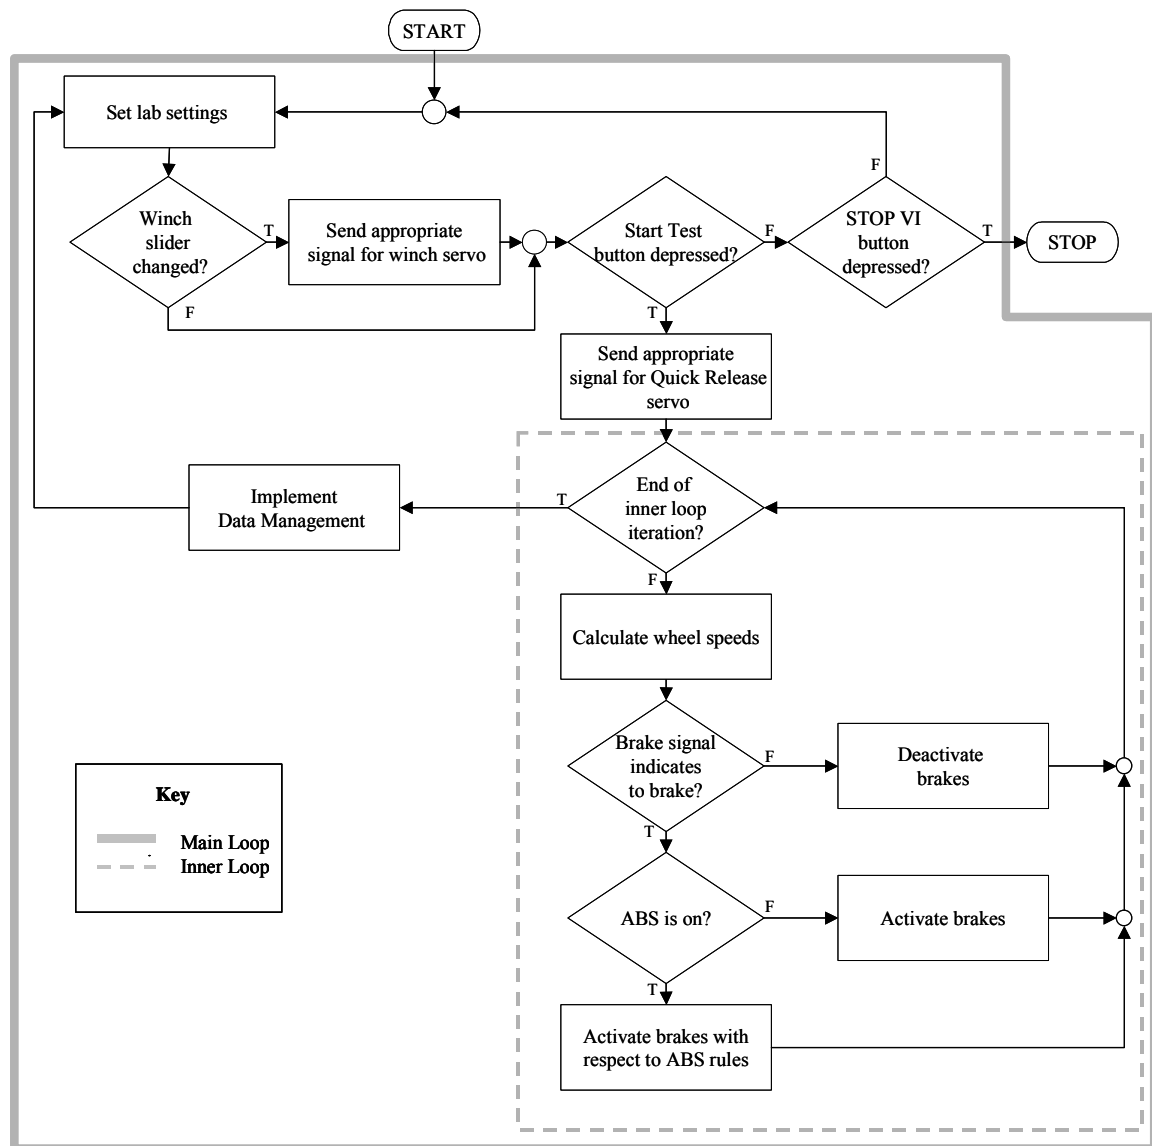 START
Set lab settings
F
Winch
slider
changed?
T
Send appropriate
signal for winch servo
Start Test
button depressed?
F
STOP VI
button
depressed?
T
STOP
F
T
Send appropriate
signal for Quick Release
servo
Implement
Data Management
T
End of
inner loop
iteration?
F
Calculate wheel speeds
Brake signal
indicates
to brake?
F
Deactivate
brakes
Key
Main Loop
Inner Loop
T
ABS is on?
F
Activate brakes
T
Activate brakes with
respect to ABS rules